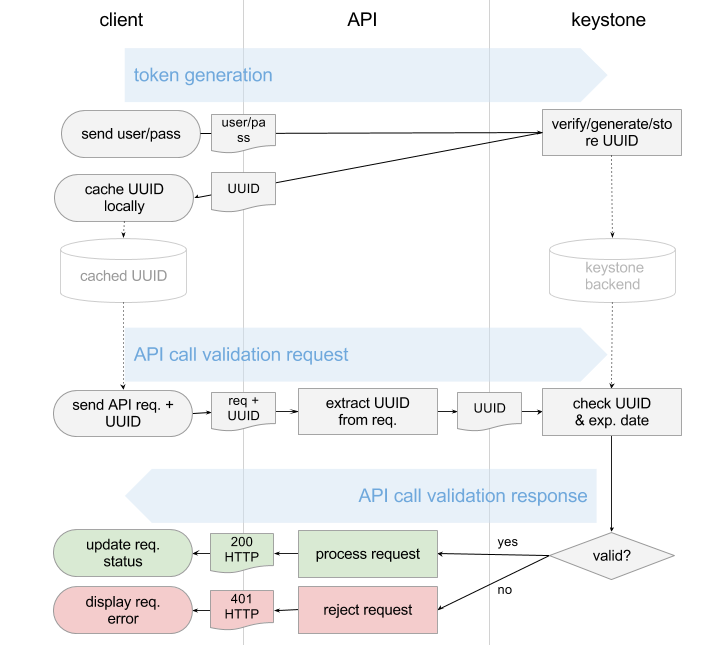 client
API
keystone
token generation
send user/pass
user/pa
ss
verify/generate/sto
re UUID
cache UUID
locally
UUID
cached UUID
keystone
backend
API call validation request
send API req. +
UUID
req +
UUID
extract UUID
from req.
UUID
check UUID
& exp. date
API call validation response
update req.
status
200
HTTP
process request
yes
valid?
display req.
error
401
HTTP
reject request
no